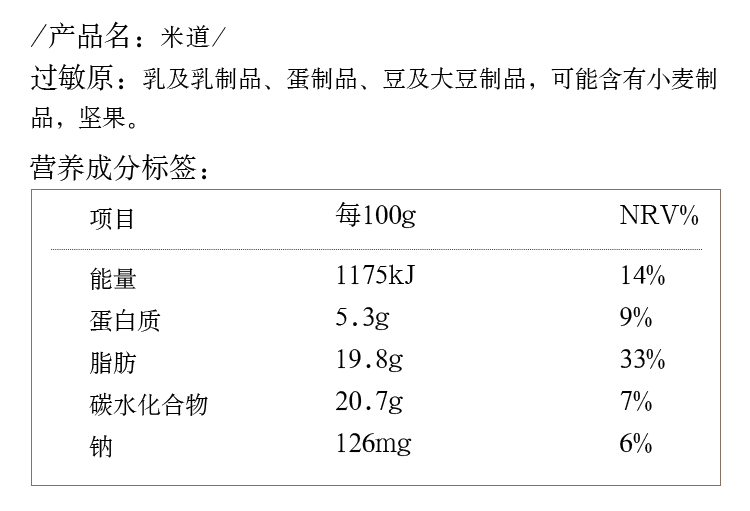 /产品名：米道/
过敏原：乳及乳制品、蛋制品、豆及大豆制品，可能含有小麦制
品，坚果。
营养成分标签：
项目 每100g NRV%
能量 1175kJ 14%
蛋白质 5.3g 9%
脂肪 19.8g 33%
碳水化合物 20.7g 7%
钠 126mg 6%